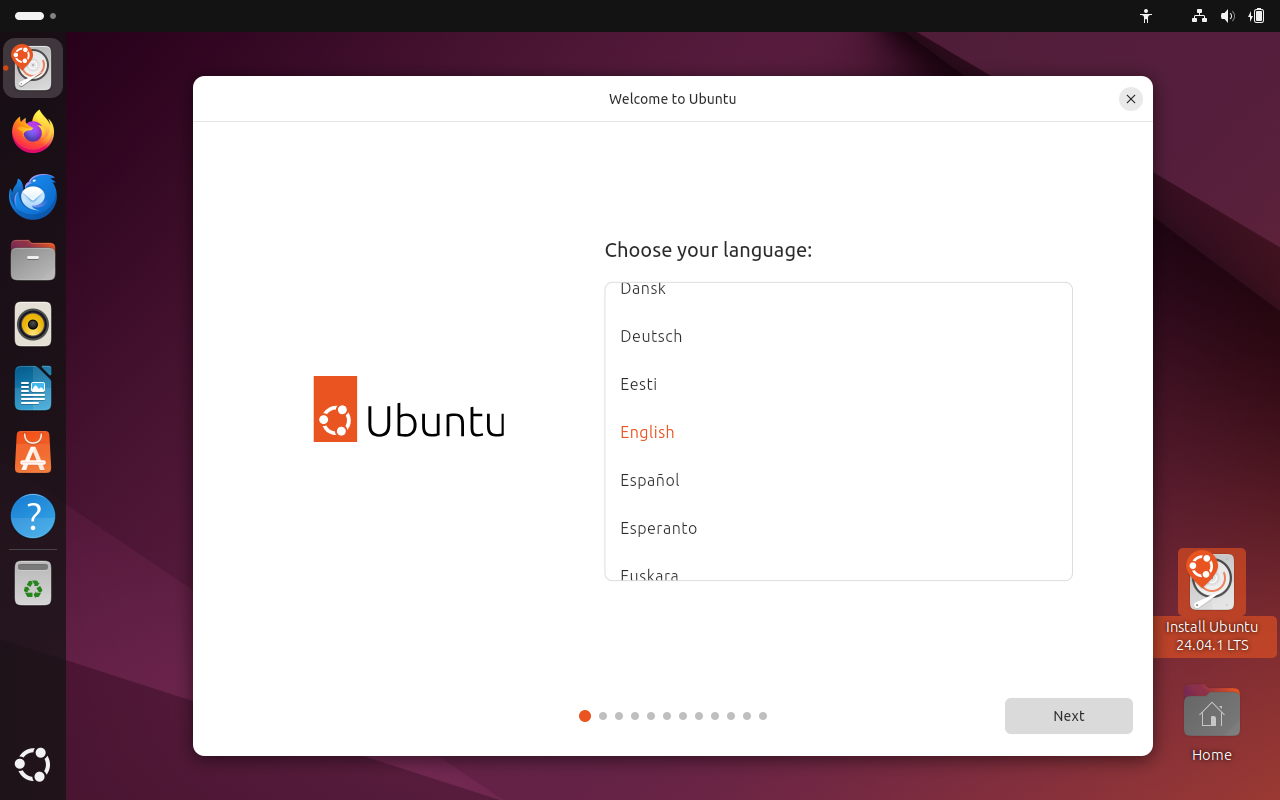 Welcome to Ubuntu
Choose your language:
Dansk
Deutsch
Eesti
English
Español
Esperanto
Euskara
Ubuntu
Next
Install Ubuntu
24.04.1 LTS
Home